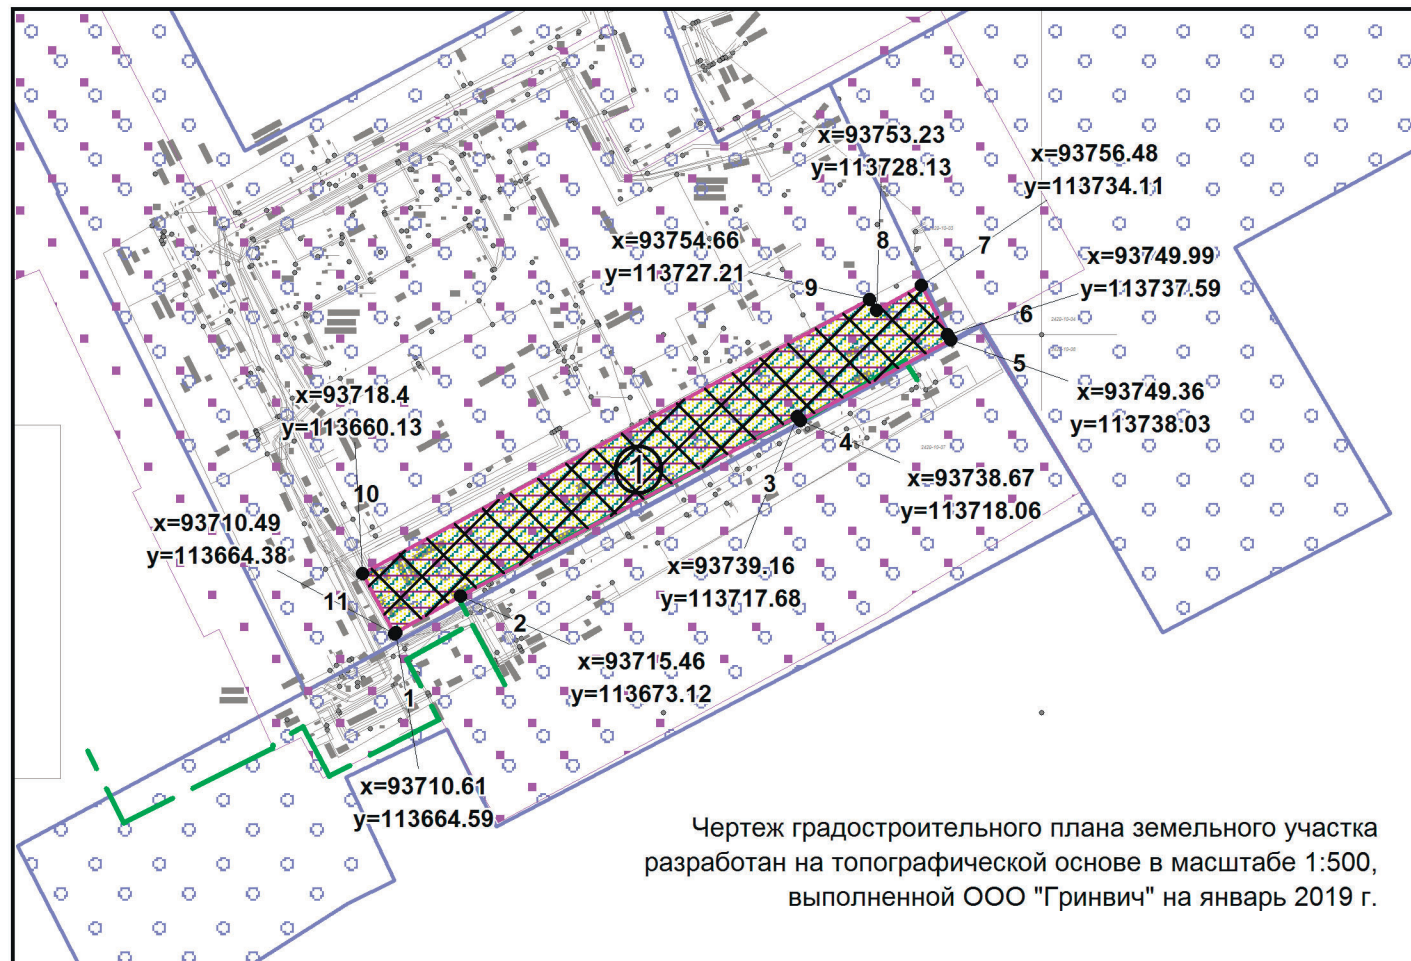 x=93753.23
y=113728.13
x=93756.48
y=113734.11
x=93754.66
y=113727.21
8
7
9
x=93749.99
y=113737.59
6
5
x=93749.36
y=113738.03
x=93718.4
y=113660.13
4
3
x=93738.67
y=113718.06
1
10
x=93710.49
y=113664.38
x=93739.16
y=113717.68
11
2
x=93715.46
y=113673.12
1
x=93710.61
y=113664.59
Чертеж градостроительного плана земельного участка
разработан на топографической основе в масштабе 1:500,
выполненной ООО "Гринвич" на январь 2019 г.